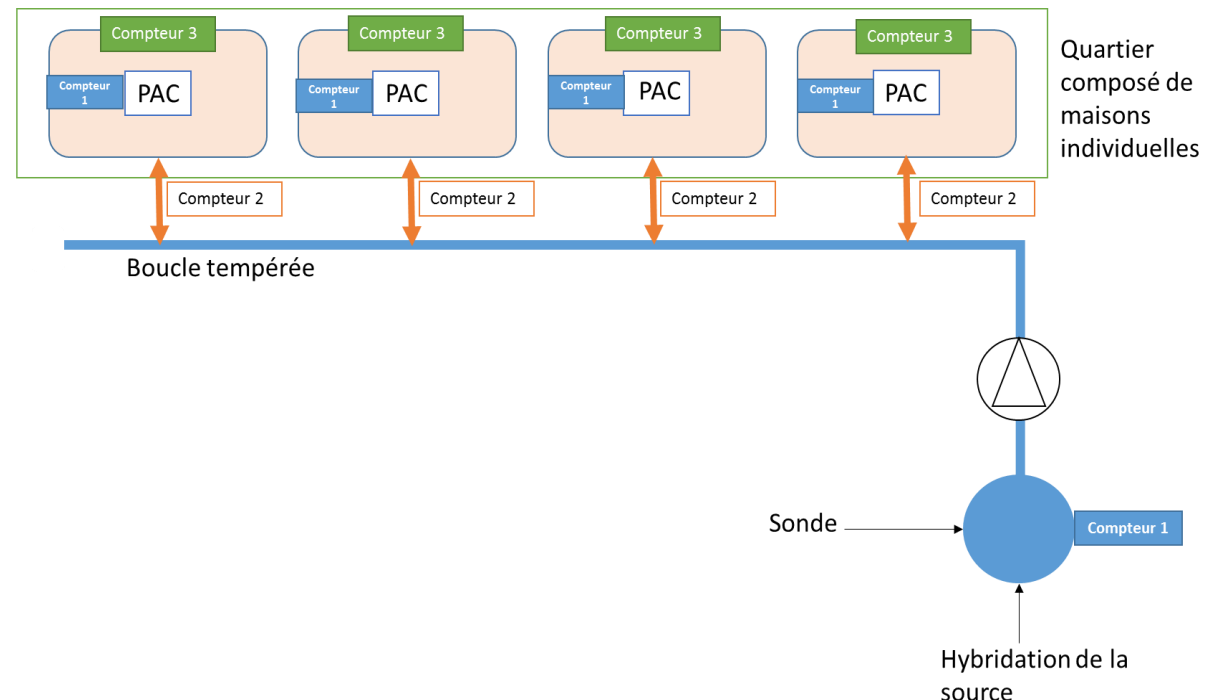 Compteur 3
Compteur 3
Compteur 3
Compteur 3
Quartier
composé de
maisons
individuelles
Compteur
1
PAC
Compteur
1
PAC
Compteur
1
PAC
Compteur
1
PAC
Compteur 2
Compteur 2
Compteur 2
Compteur 2
Boucle tempérée
Sonde
Compteur 1
Hybridation de la
source